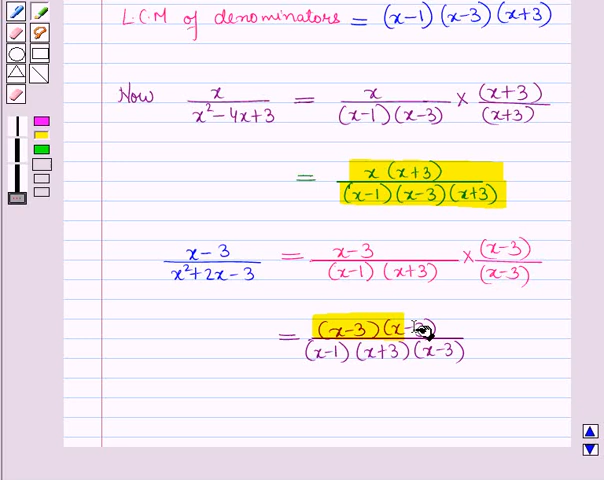 L.C.M of denominators = (x-1) (x-3) (x+3)
Now x/(x²-4x+3) = x/((x-1)(x-3)) × (x+3)/(x+3)
= x(x+3)/((x-1)(x-3)(x+3))
(x-3)/(x²+2x-3) = (x-3)/((x-1)(x+3)) × (x-3)/(x-3)
= (x-3)(x-3)/((x-1)(x+3)(x-3))